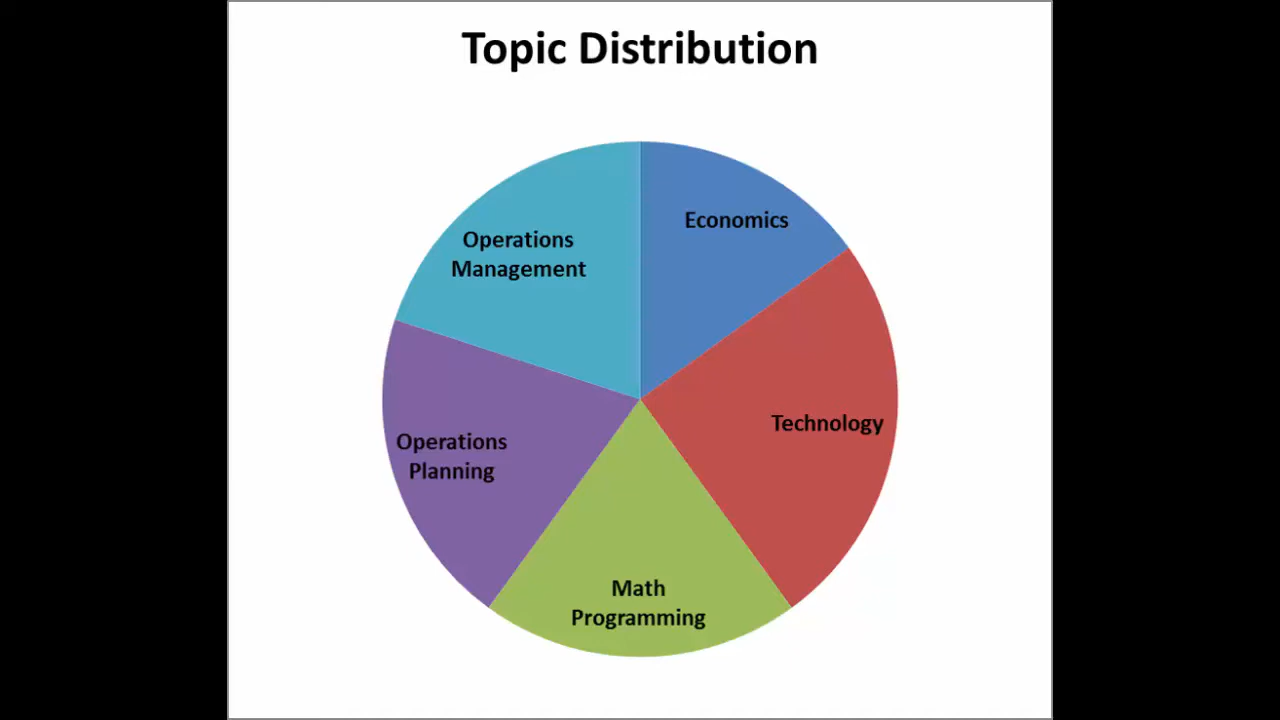 Topic Distribution
Economics
Operations
Management
Technology
Operations
Planning
Math
Programming